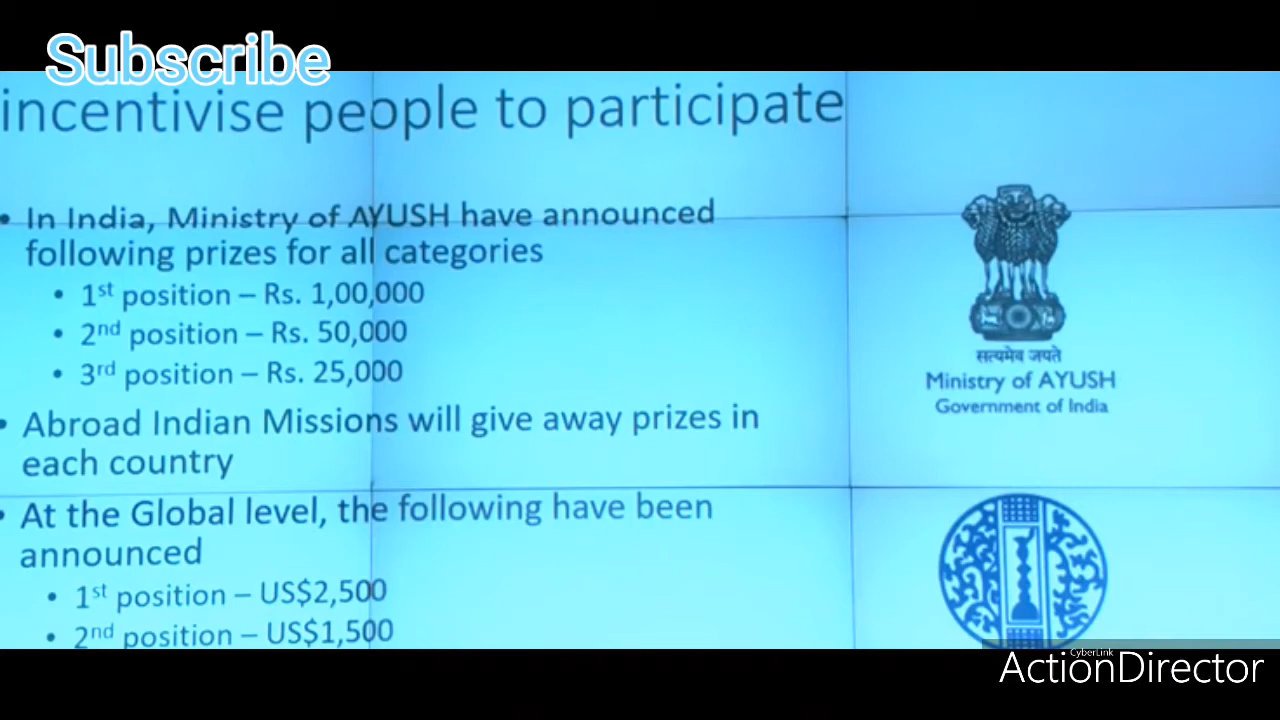 Subscribe
incentivise people to participate
• In India, Ministry of AYUSH have announced
following prizes for all categories
• 1st position – Rs. 1,00,000
• 2nd position – Rs. 50,000
• 3rd position – Rs. 25,000
• Abroad Indian Missions will give away prizes in
each country
• At the Global level, the following have been
announced
• 1st position – US$2,500
• 2nd position – US$1,500
सत्यमेव जयते
Ministry of AYUSH
Government of India
CyberLink
ActionDirector